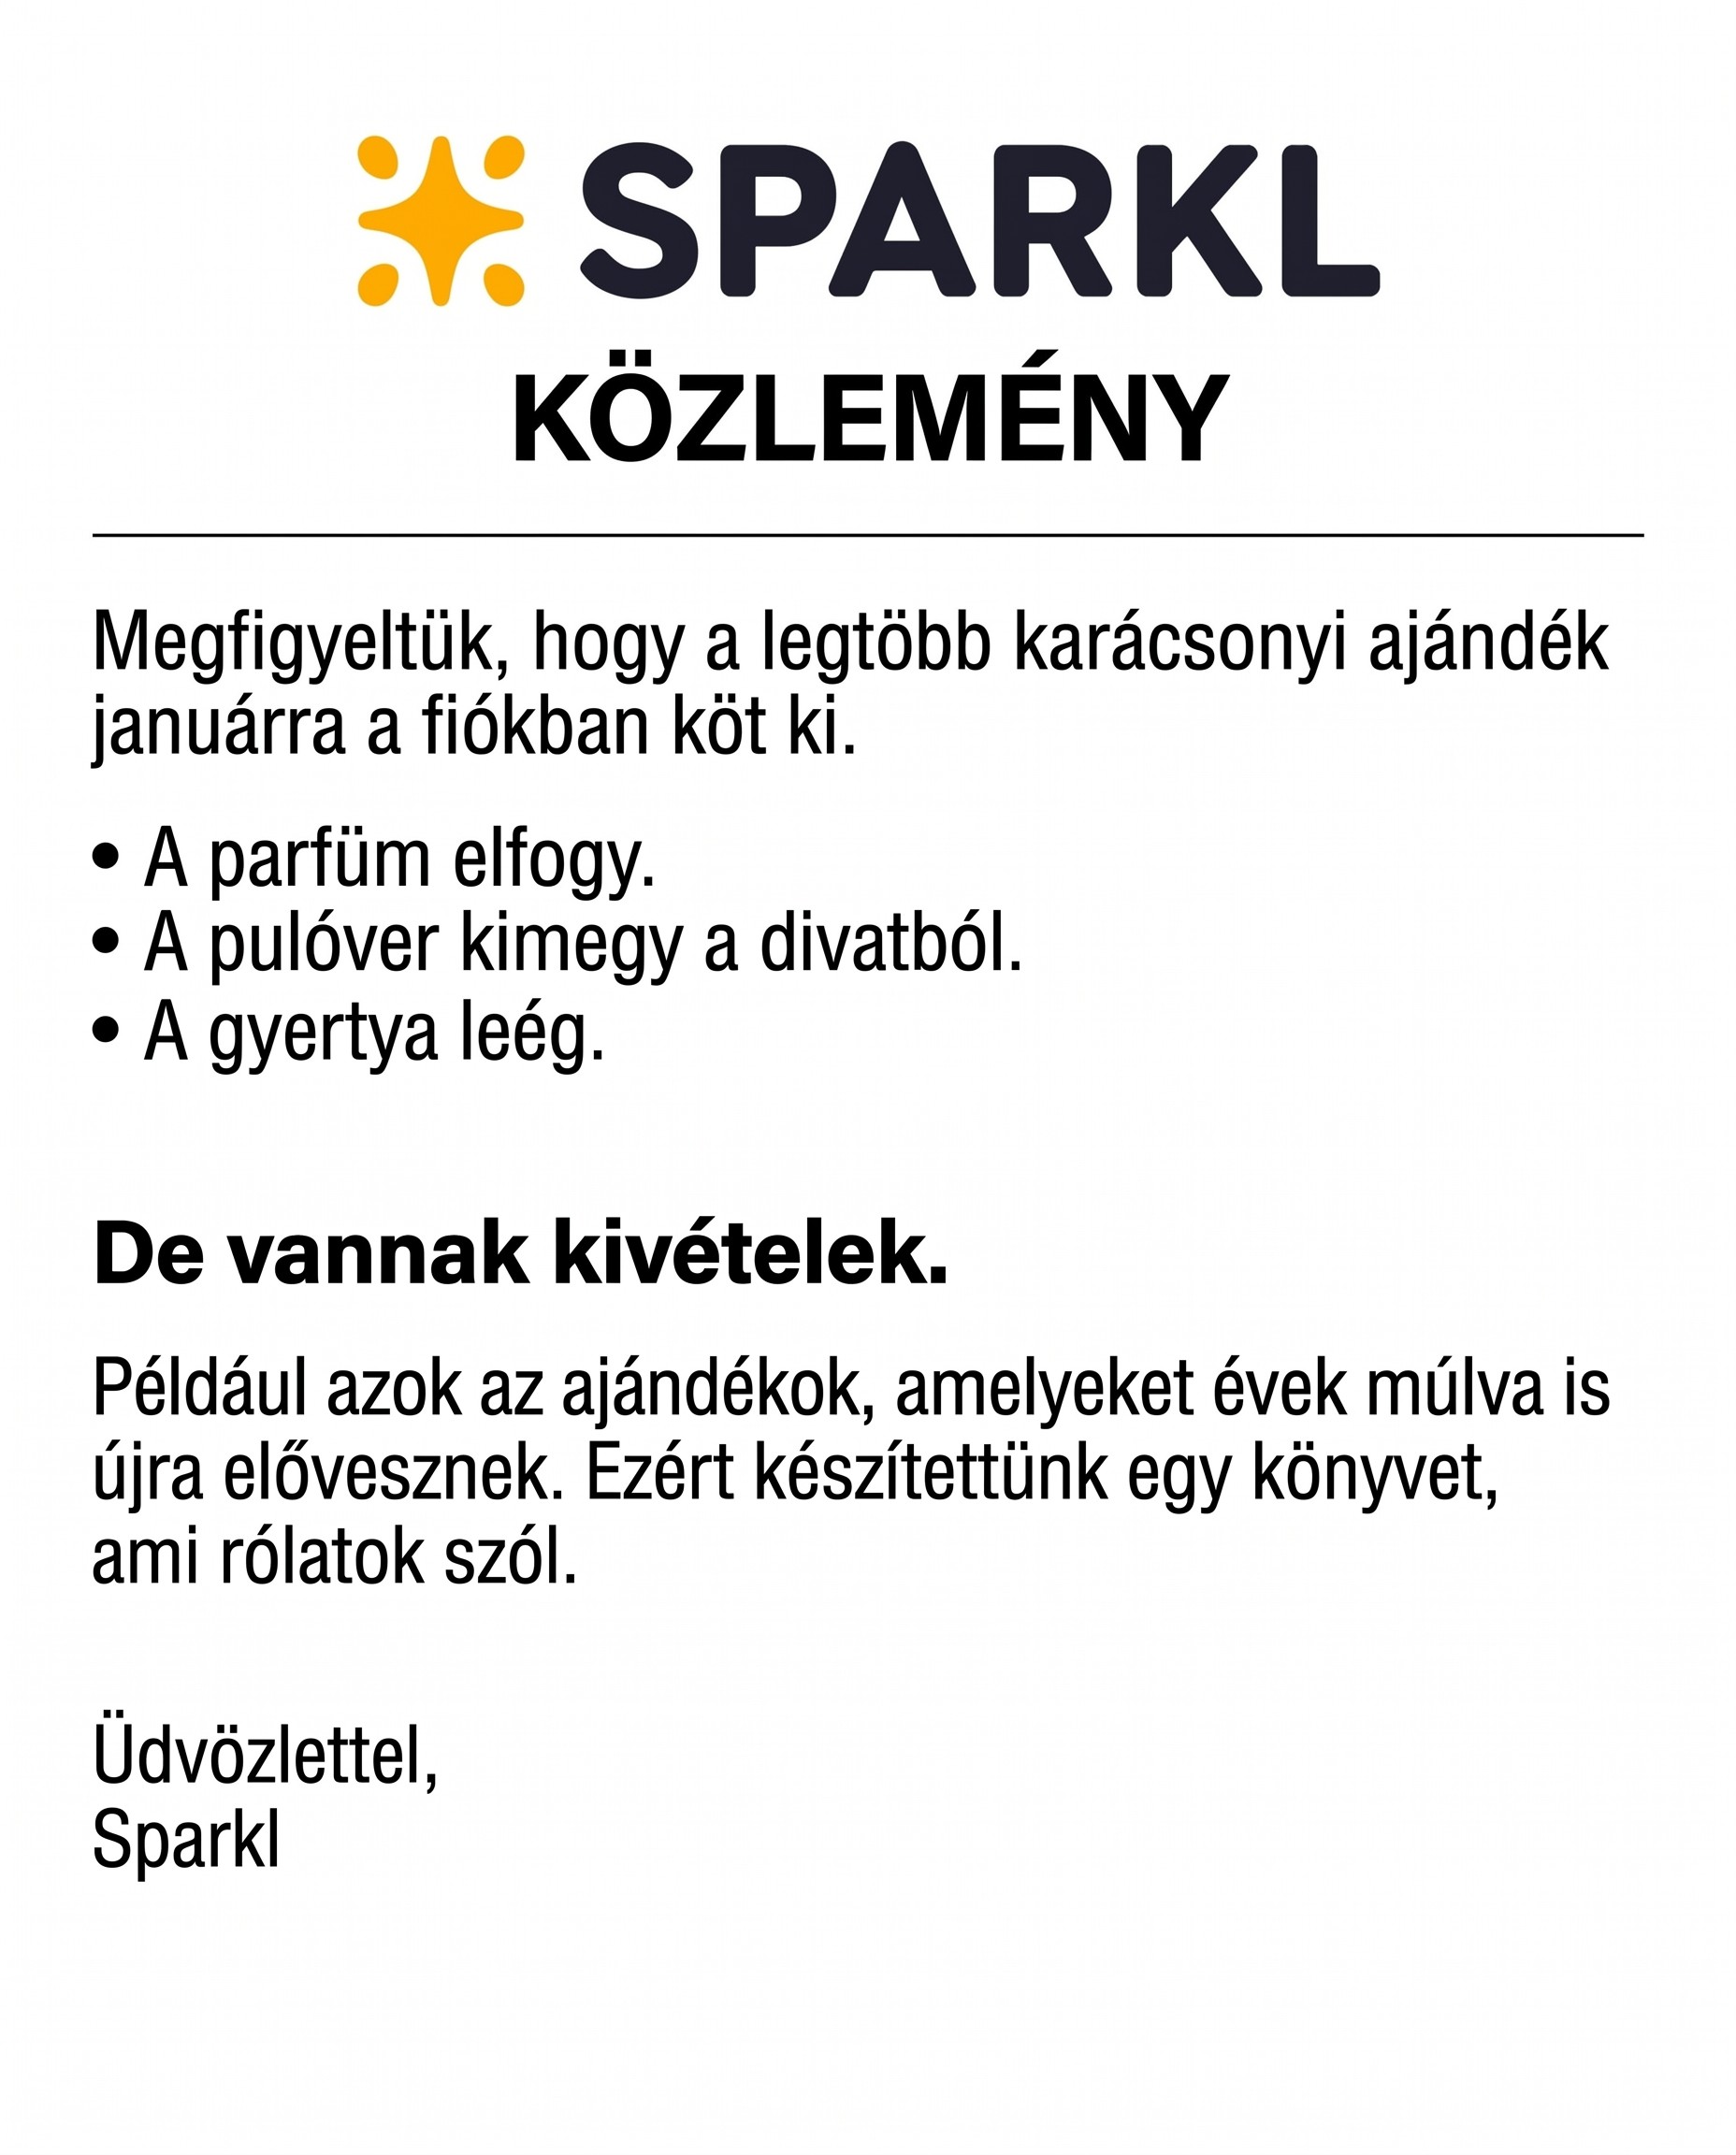 SPARKL
KÖZLEMÉNY
Megfigyeltük, hogy a legtöbb karácsonyi ajándék
januárra a fiókban köt ki.
• A parfüm elfogy.
• A pulóver kimegy a divatból.
• A gyertya leég.
De vannak kivételek.
Például azok az ajándékok, amelyeket évek múlva is
újra elővesznek. Ezért készítettünk egy könyvet,
ami rólatok szól.
Üdvözlettel,
Sparkl